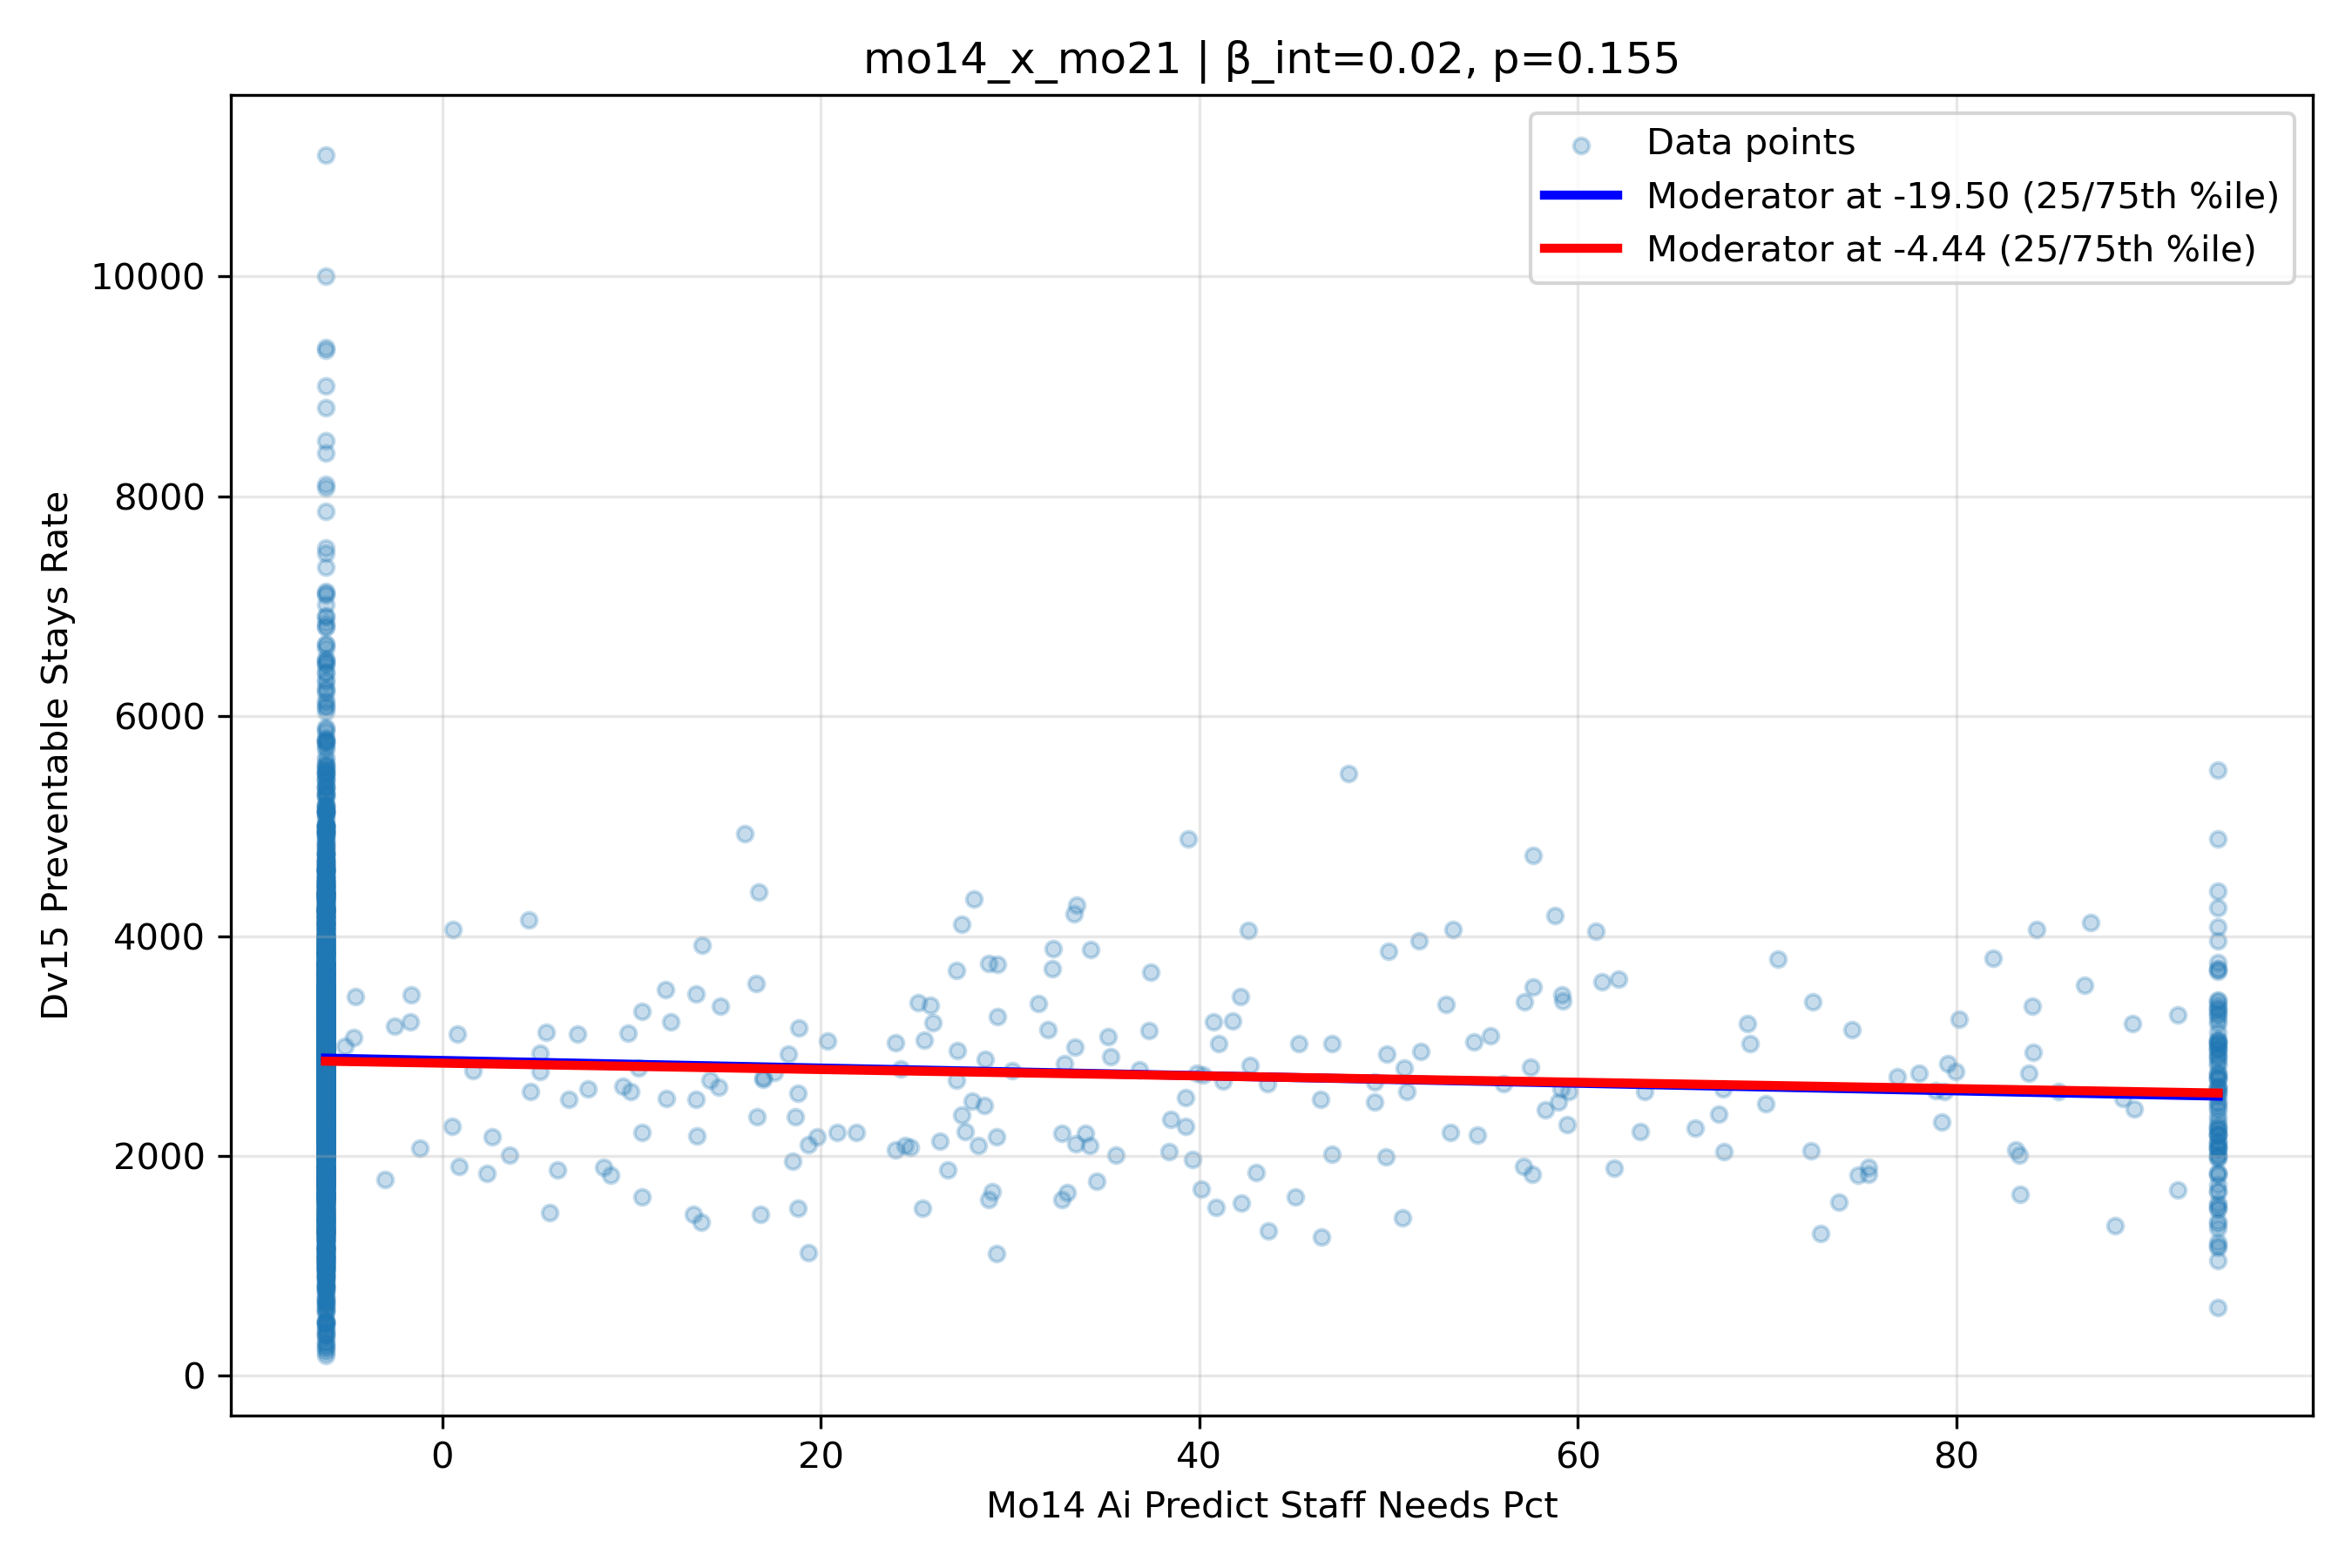 mo14_x_mo21 | β_int=0.02, p=0.155
Data points
Moderator at -19.50 (25/75th %ile)
Moderator at -4.44 (25/75th %ile)
Dv15 Preventable Stays Rate
10000
8000
6000
4000
2000
0
0 20 40 60 80
Mo14 Ai Predict Staff Needs Pct